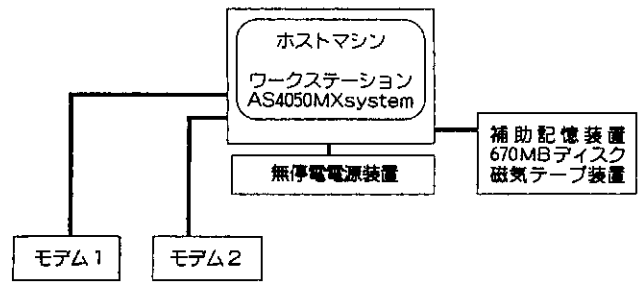 ホストマシン
ワークステーション
AS4050MXsystem
補助記憶装置
670MBディスク
磁気テープ装置
無停電電源装置
モデム1
モデム2